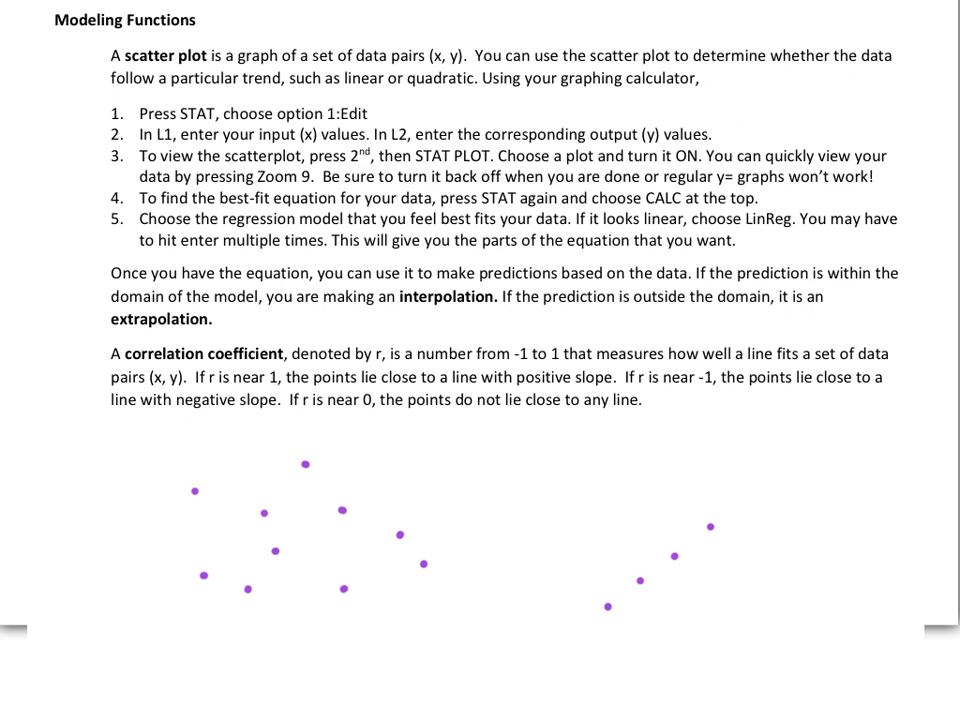 Modeling Functions
A scatter plot is a graph of a set of data pairs (x, y).  You can use the scatter plot to determine whether the data
follow a particular trend, such as linear or quadratic. Using your graphing calculator,
1. Press STAT, choose option 1:Edit
2. In L1, enter your input (x) values. In L2, enter the corresponding output (y) values.
3. To view the scatterplot, press 2nd, then STAT PLOT. Choose a plot and turn it ON. You can quickly view your
data by pressing Zoom 9.  Be sure to turn it back off when you are done or regular y= graphs won't work!
4. To find the best-fit equation for your data, press STAT again and choose CALC at the top.
5. Choose the regression model that you feel best fits your data. If it looks linear, choose LinReg. You may have
to hit enter multiple times. This will give you the parts of the equation that you want.
Once you have the equation, you can use it to make predictions based on the data. If the prediction is within the
domain of the model, you are making an interpolation. If the prediction is outside the domain, it is an
extrapolation.
A correlation coefficient, denoted by r, is a number from -1 to 1 that measures how well a line fits a set of data
pairs (x, y).  If r is near 1, the points lie close to a line with positive slope.  If r is near -1, the points lie close to a
line with negative slope.  If r is near 0, the points do not lie close to any line.